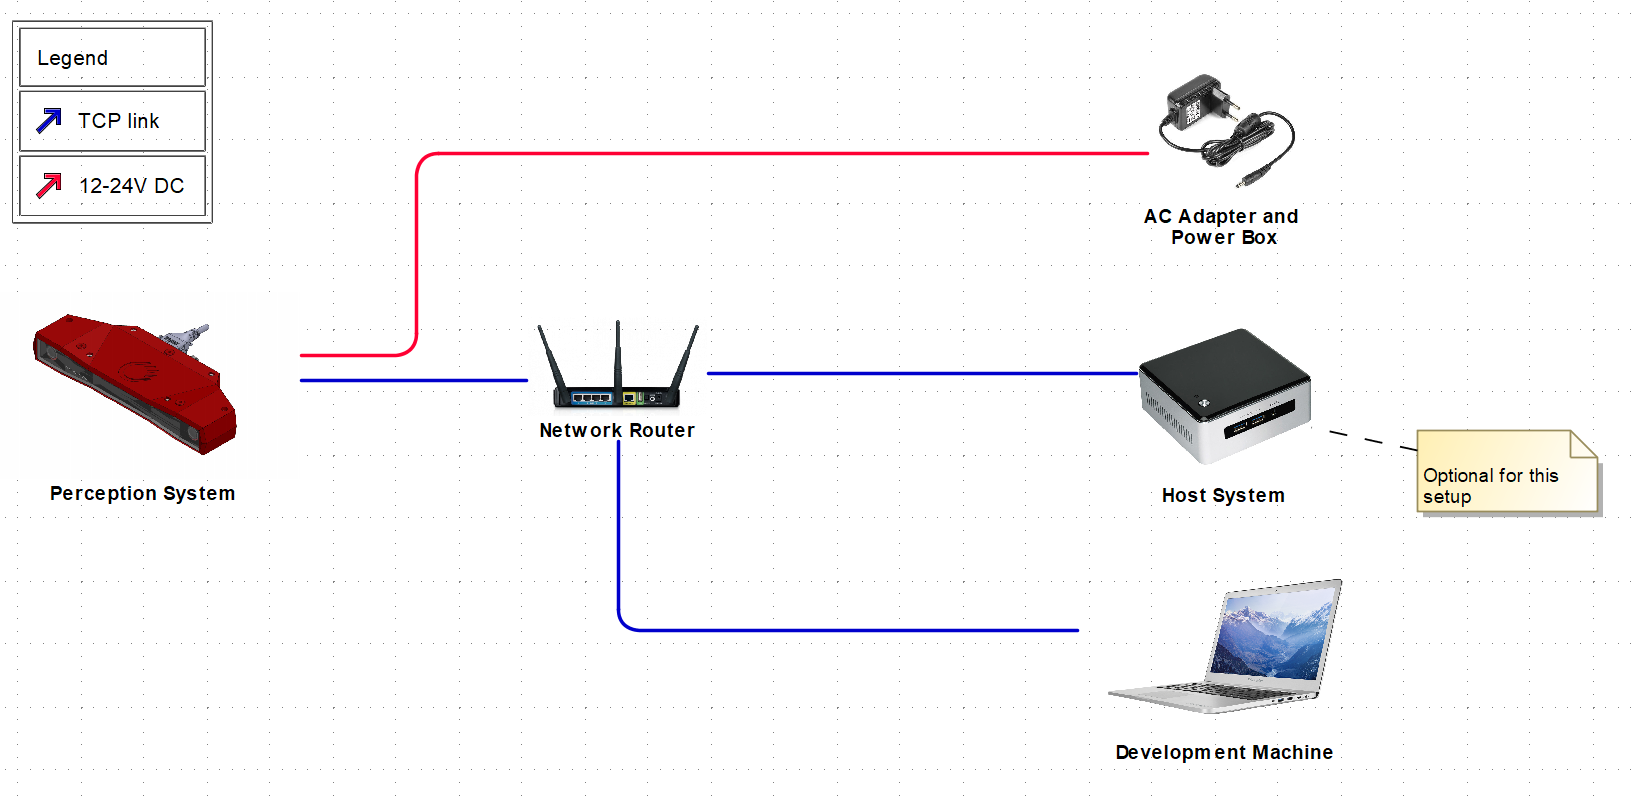 Legend
TCP link
12-24V DC
AC Adapter and
Power Box
Network Router
Perception System
Host System
Optional for this
setup
Development Machine